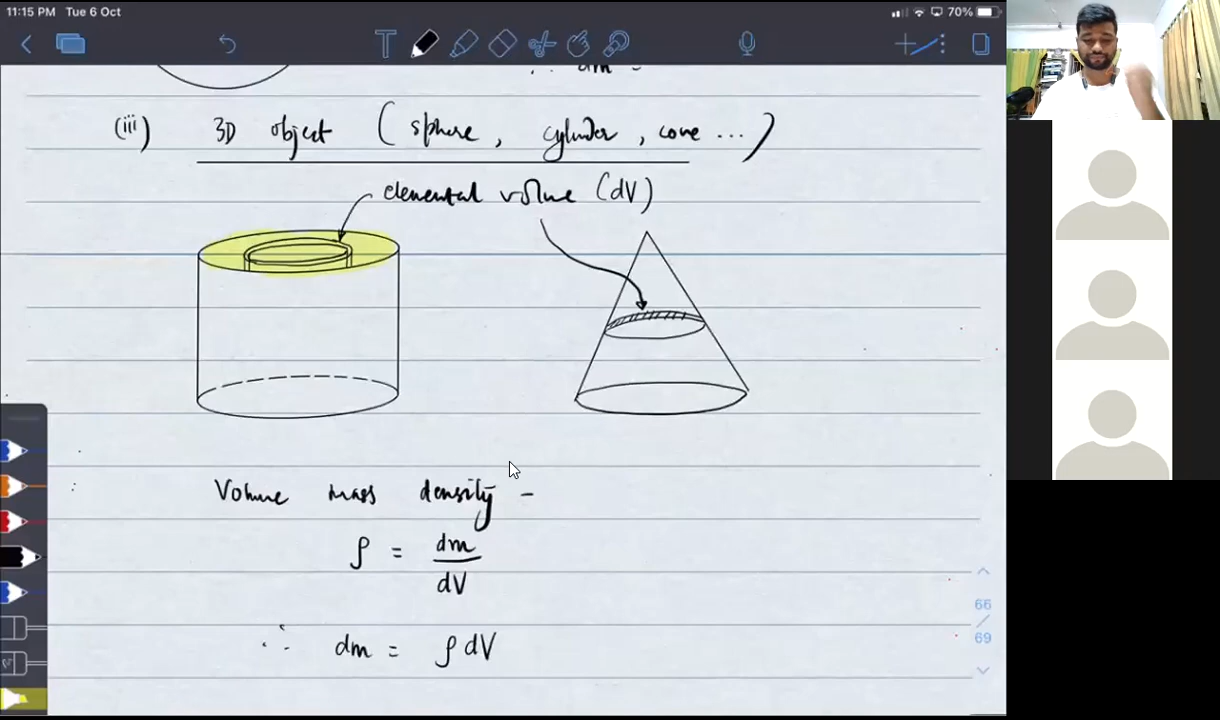 11:15 PM Tue 6 Oct
70%
T
∴ dm =
(iii) 3D object (sphere, cylinder, cone ...)
elemental volume (dV)
Volume mass density -
ρ = dm/dV
∴ dm = ρ dV
66
/
69